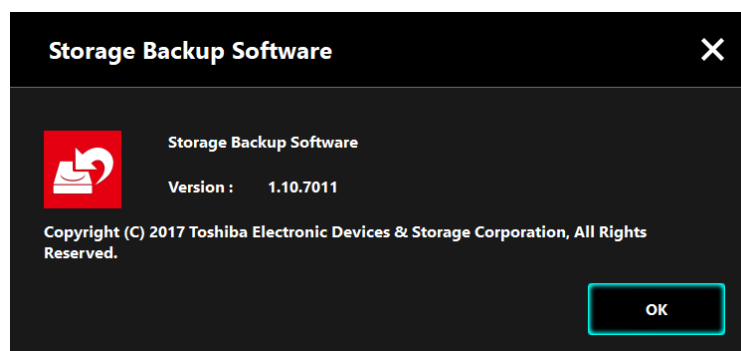 Storage Backup Software
Storage Backup Software
Version : 1.10.7011
Copyright (C) 2017 Toshiba Electronic Devices & Storage Corporation, All Rights
Reserved.
OK